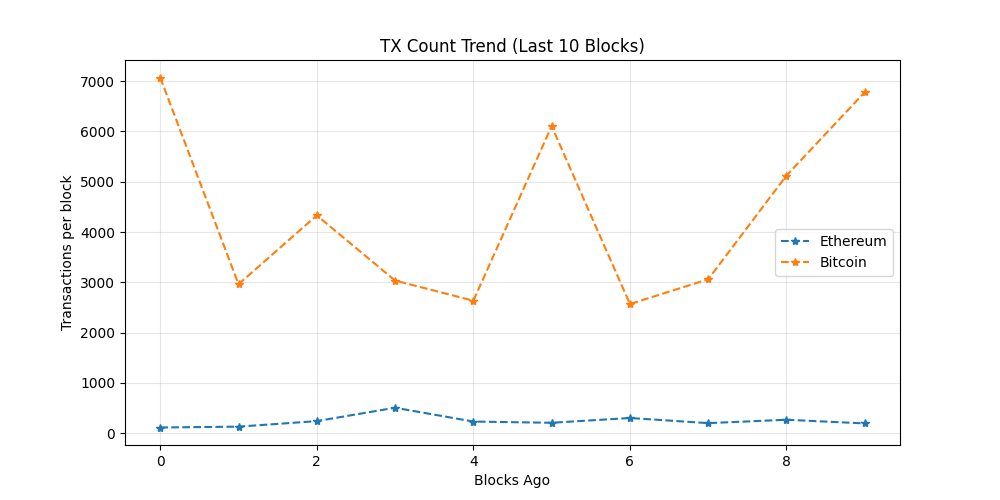 TX Count Trend (Last 10 Blocks)
Transactions per block
7000
6000
5000
4000
3000
2000
1000
0
Ethereum
Bitcoin
0 2 4 6 8
Blocks Ago